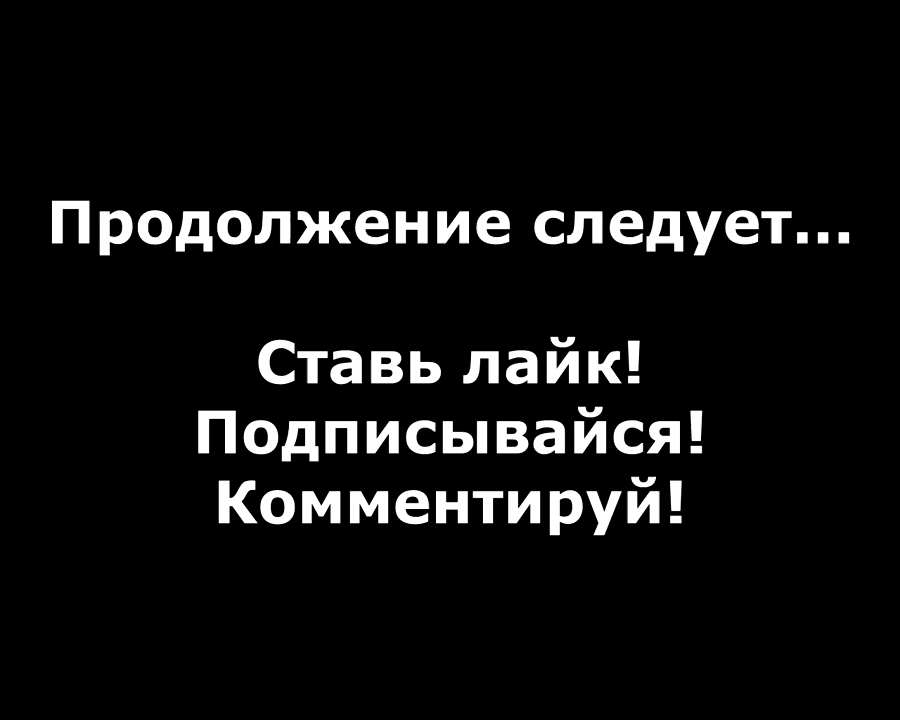 Продолжение следует...
Ставь лайк!
Подписывайся!
Комментируй!